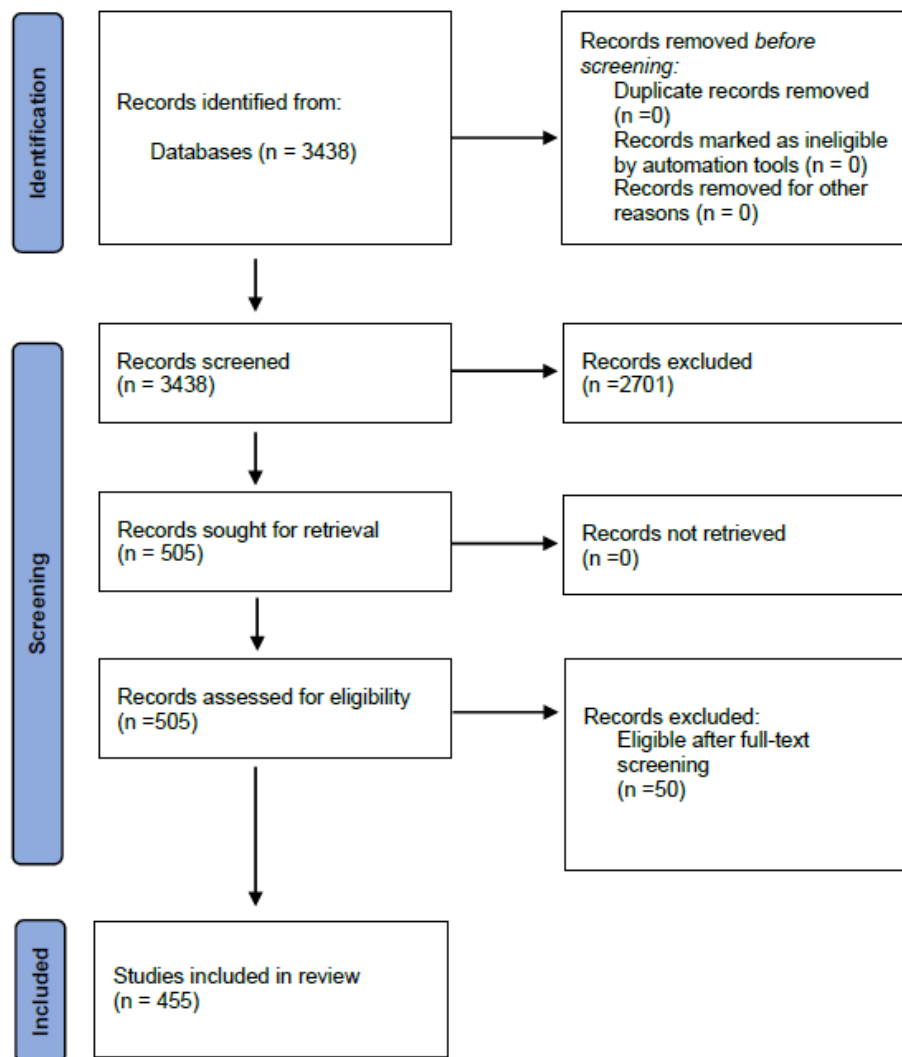 Identification
Records identified from:
Databases (n = 3438)
Records removed before
screening:
Duplicate records removed
(n =0)
Records marked as ineligible
by automation tools (n = 0)
Records removed for other
reasons (n = 0)
Screening
Records screened
(n = 3438)
Records excluded
(n =2701)
Records sought for retrieval
(n = 505)
Records not retrieved
(n =0)
Records assessed for eligibility
(n =505)
Records excluded:
Eligible after full-text
screening
(n =50)
Included
Studies included in review
(n = 455)